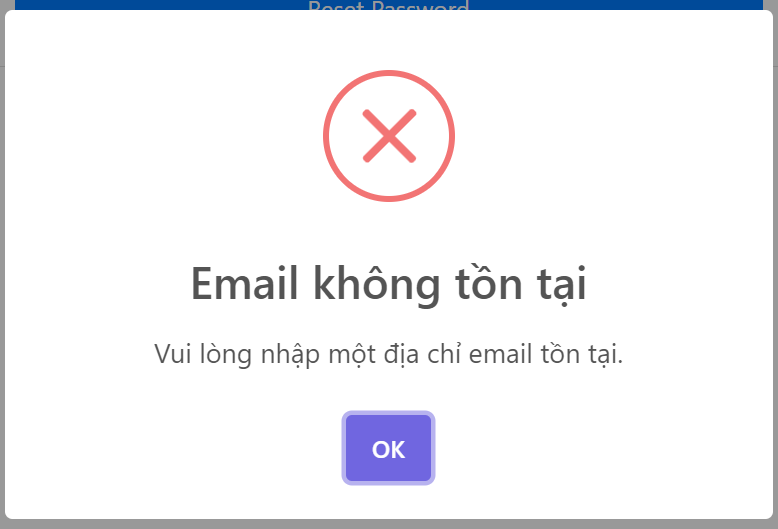 Reset Password
Email không tồn tại
Vui lòng nhập một địa chỉ email tồn tại.
OK